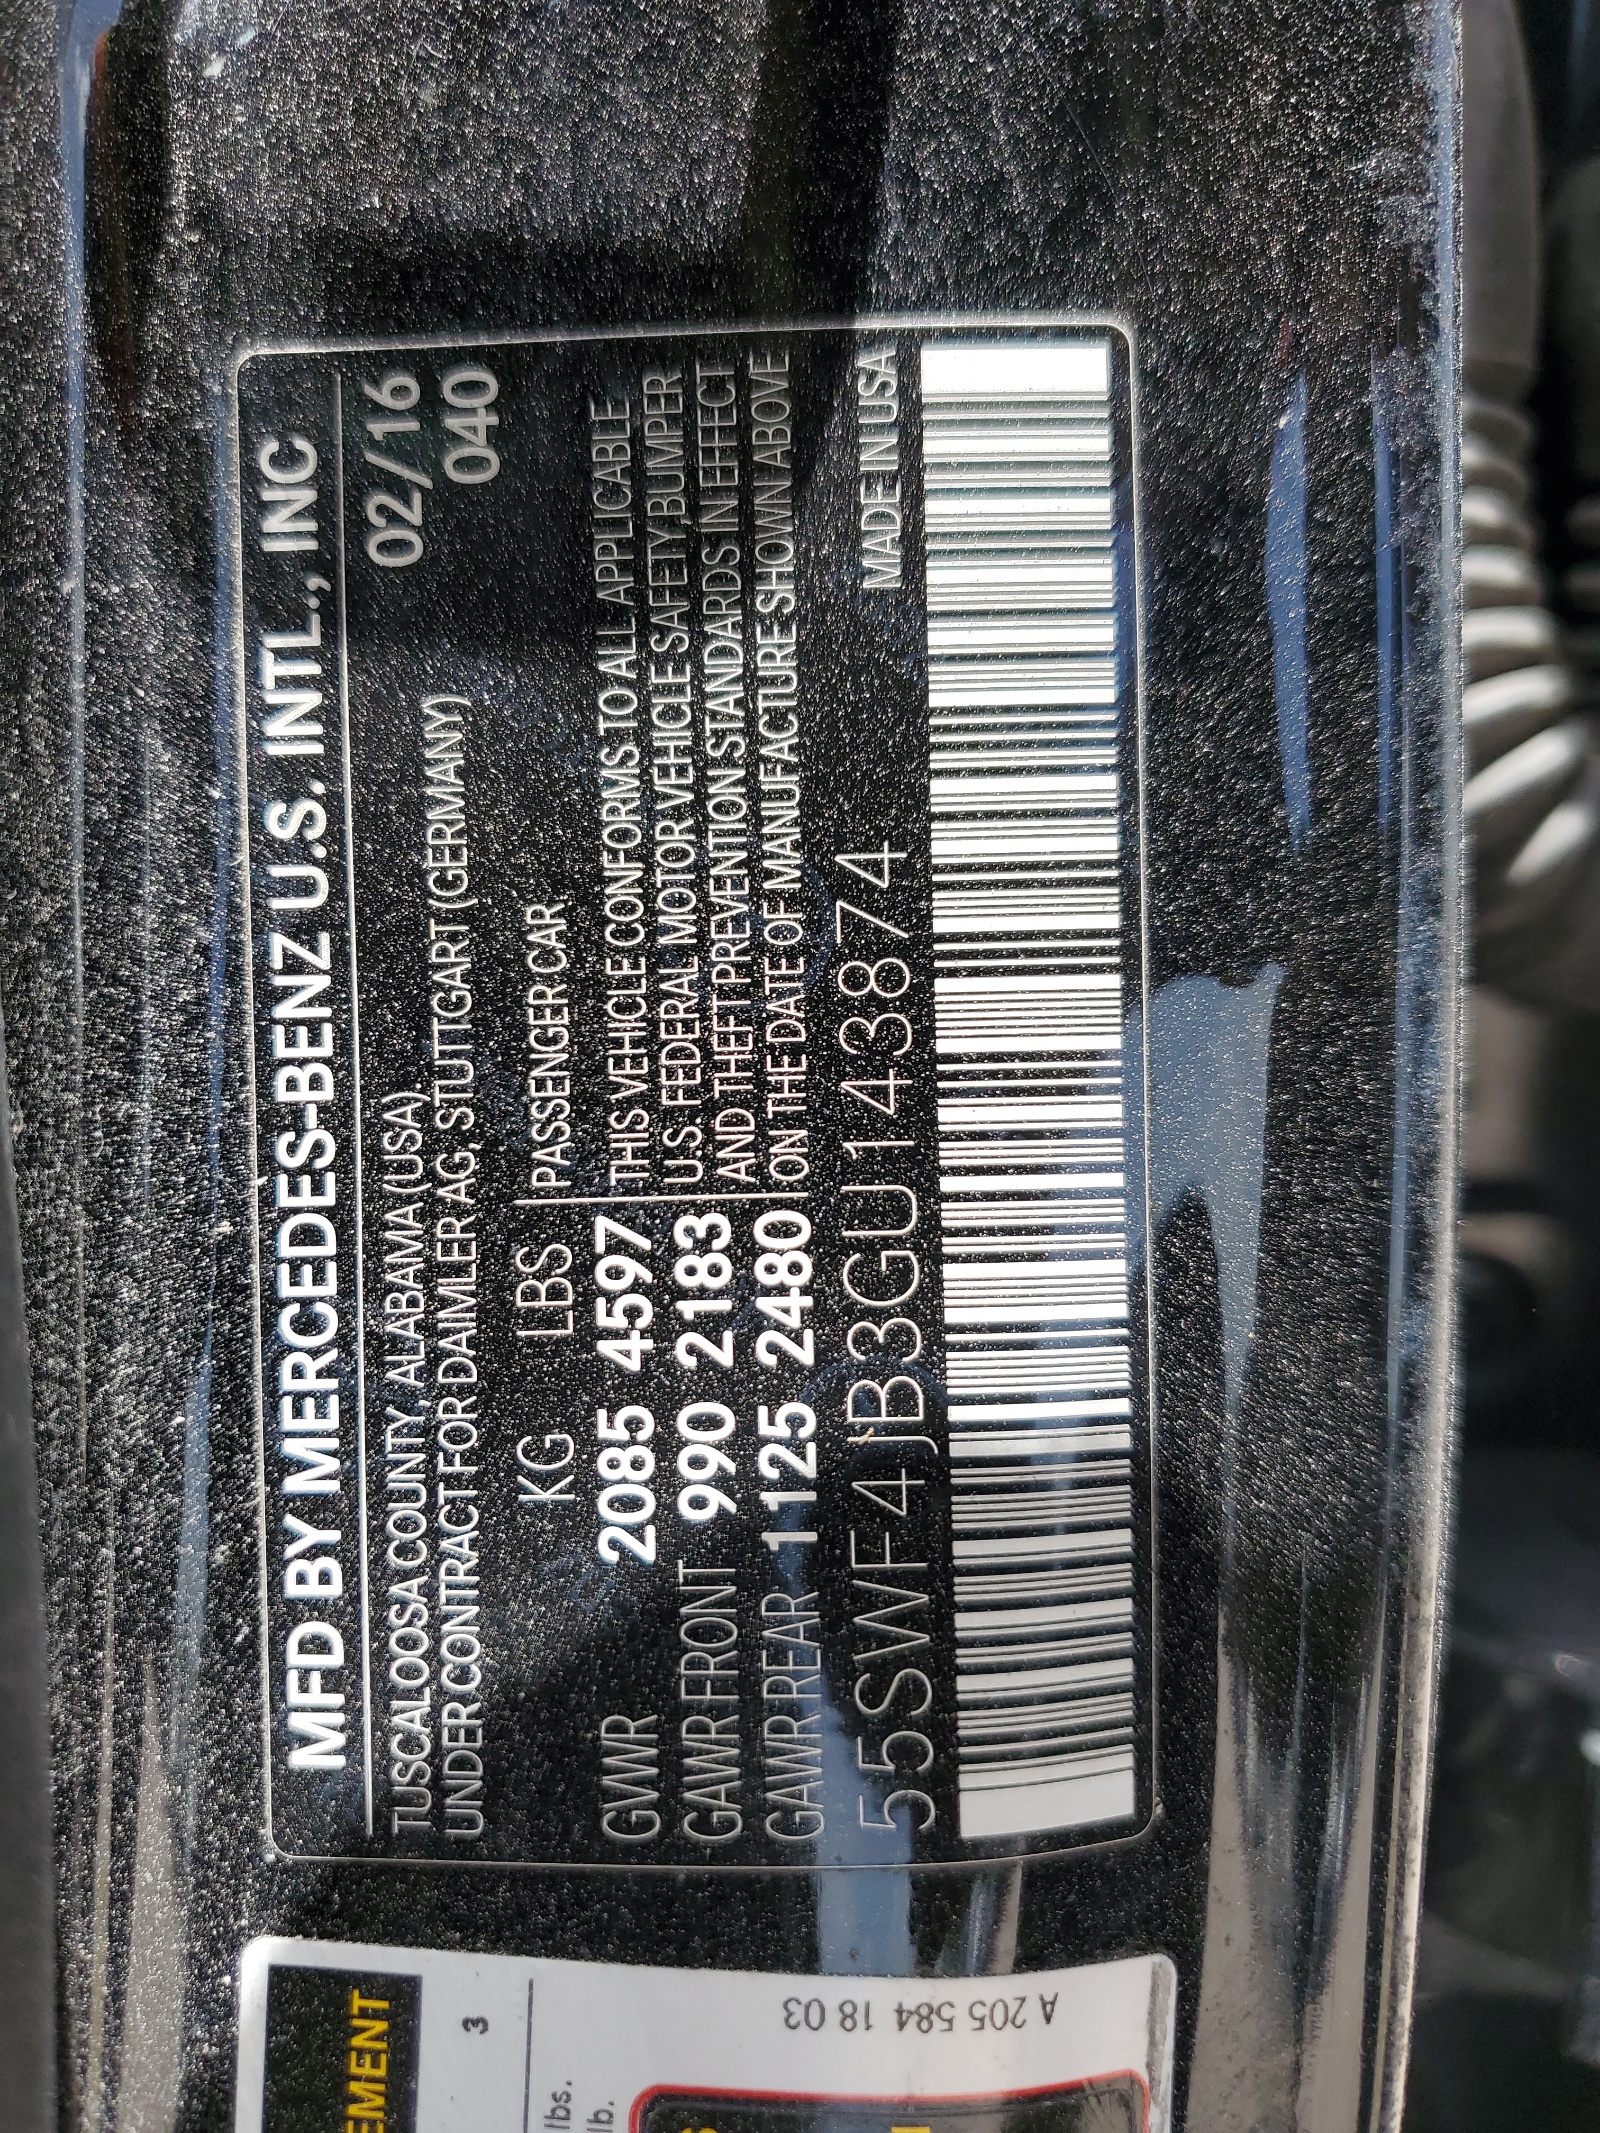 MFD BY MERCEDES-BENZ U.S. INTL., INC
TUSCALOOSA COUNTY, ALABAMA (USA). 02/16
UNDER CONTRACT FOR DAIMLER AG, STUTTGART (GERMANY) 040
KG LBS PASSENGER CAR
GVWR 2085 4597 THIS VEHICLE CONFORMS TO ALL APPLICABLE
U.S. FEDERAL MOTOR VEHICLE SAFETY,BUMPER
GAWR FRONT 990 2183 AND THEFT PREVENTION STANDARDS IN EFFECT
GAWR REAR 1125 2480 ON THE DATE OF MANUFACTURE SHOWN ABOVE
55SWF4JB3GU143874 MADE IN USA
EMENT
3
lbs.
lb.
A 205 584 18 03